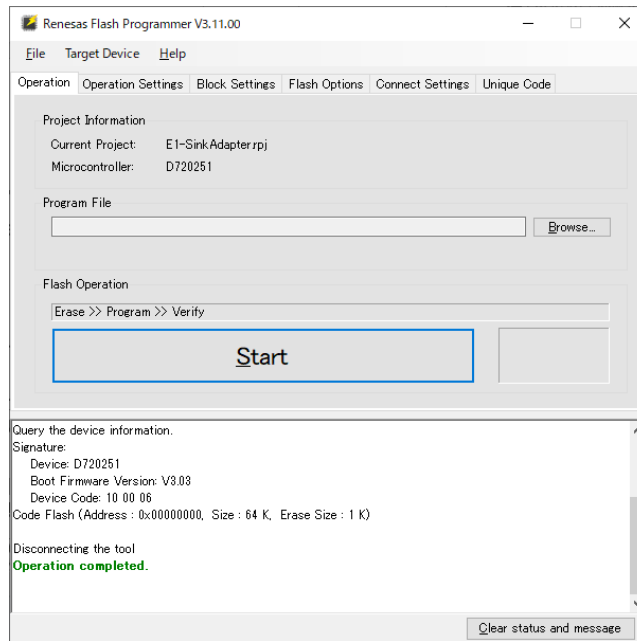 Renesas Flash Programmer V3.11.00
File Target Device Help
Operation Operation Settings Block Settings Flash Options Connect Settings Unique Code
Project Information
Current Project: E1-SinkAdapter.rpj
Microcontroller: D720251
Program File
Browse...
Flash Operation
Erase >> Program >> Verify
Start
Query the device information.
Signature:
Device: D720251
Boot Firmware Version: V3.03
Device Code: 10 00 06
Code Flash (Address : 0x00000000, Size : 64 K, Erase Size : 1 K)
Disconnecting the tool
Operation completed.
Clear status and message